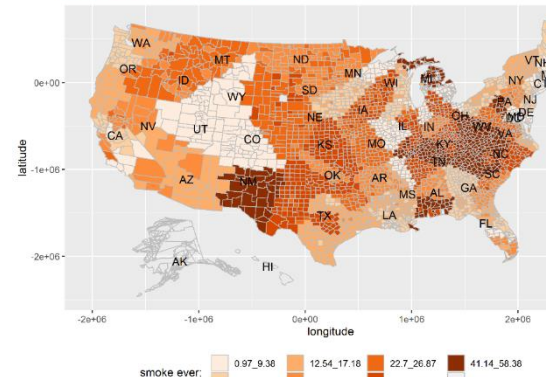 WA
MT
ND
MN
VT
NH
OR
ID
SD
WI
MI
NY
WY
IA
PA
NJ
NV
NE
IL
IN
OH
DE
CA
UT
CO
KS
MO
KY
WV
VA
AZ
NM
OK
AR
TN
NC
SC
MS
AL
GA
TX
LA
FL
AK
HI
0e+00
-1e+06
-2e+06
latitude
-2e+06
-1e+06
0e+00
1e+06
2e+06
longitude
smoke ever:
0.97_9.38
12.54_17.18
22.7_26.87
41.14_58.38